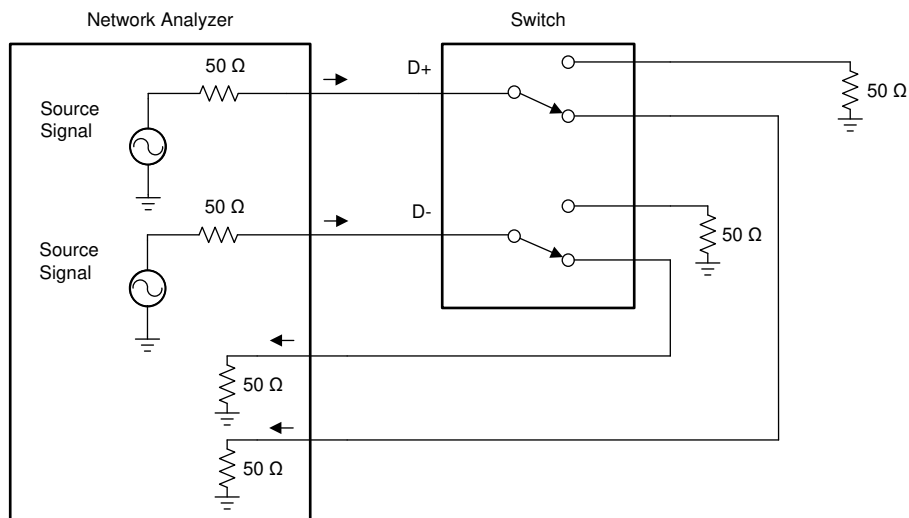 Network Analyzer
Switch
50 Ω
D+
50 Ω
Source
Signal
50 Ω
D-
50 Ω
Source
Signal
50 Ω
50 Ω